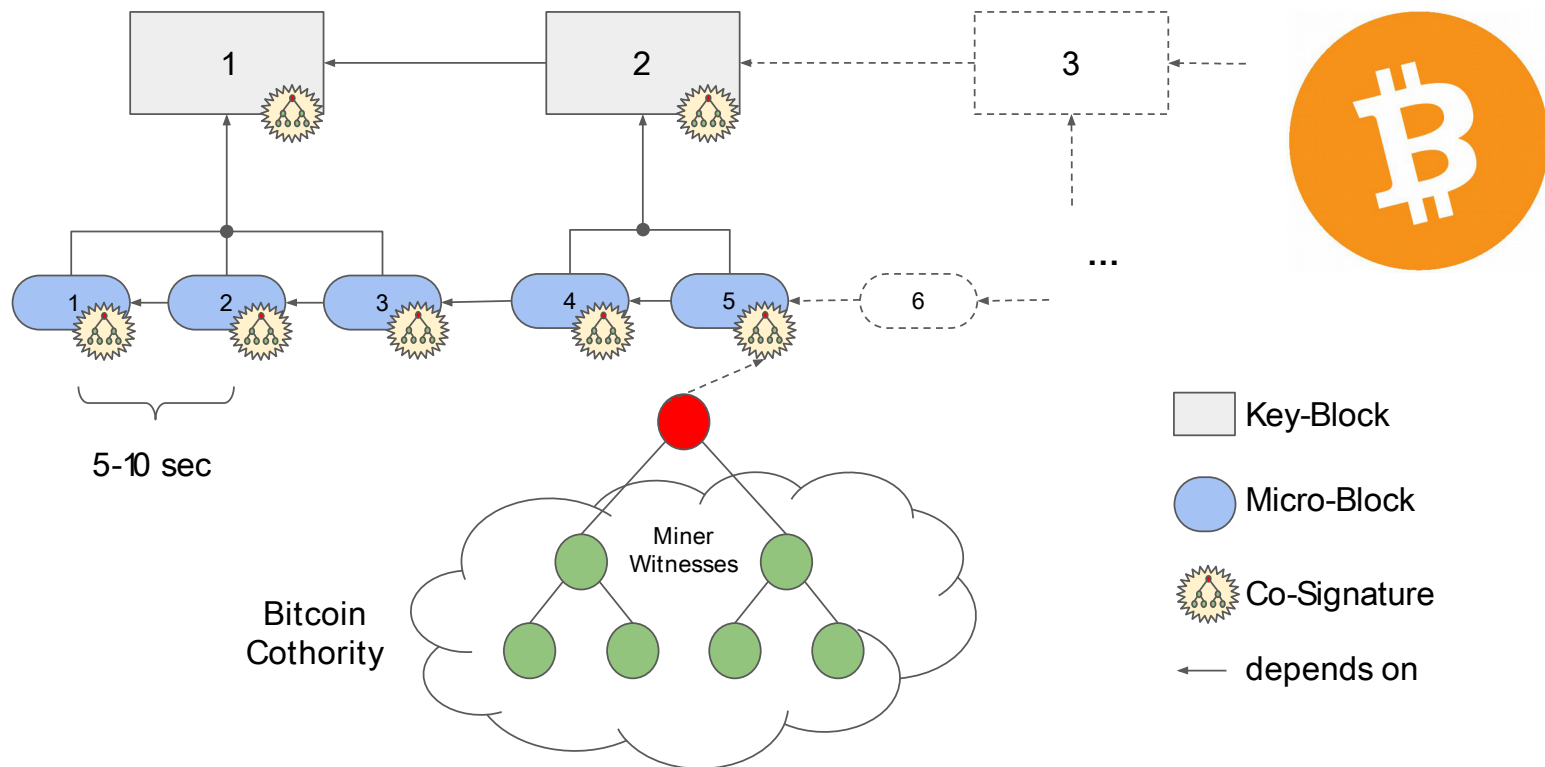 1
2
3
1
2
3
4
5
6
...
5-10 sec
Miner
Witnesses
Bitcoin
Cothority
Key-Block
Micro-Block
Co-Signature
depends on